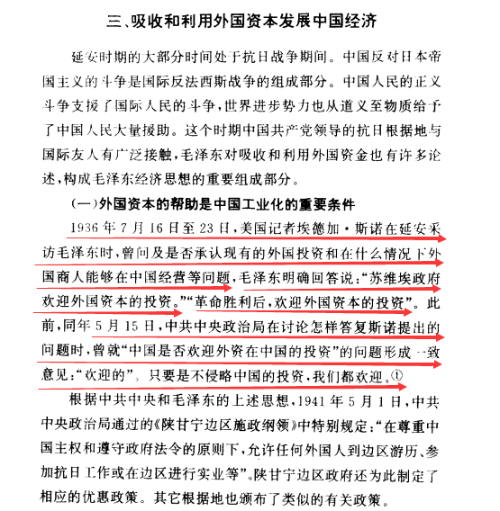 三、吸收和利用外国资本发展中国经济
延安时期的大部分时间处于抗日战争期间。中国反对日本帝
国主义的斗争是国际反法西斯战争的组成部分。中国人民的正义
斗争支援了国际人民的斗争,世界进步势力也从道义至物质给予
了中国人民大量援助。这个时期中国共产党领导的抗日根据地与
国际友人有广泛接触,毛泽东对吸收和利用外国资金也有许多论
述,构成毛泽东经济思想的重要组成部分。
(一)外国资本的帮助是中国工业化的重要条件
1936年7月16日至23日,美国记者埃德加·斯诺在延安采
访毛泽东时,曾问及是否承认现有的外国投资和在什么情况下外
国商人能够在中国经营等问题,毛泽东明确回答说:“苏维埃政府
欢迎外国资本的投资。”“革命胜利后,欢迎外国资本的投资”。此
前,同年5月15日,中共中央政治局在讨论怎样答复斯诺提出的
问题时,曾就“中国是否欢迎外资在中国的投资”的问题形成一致
意见:“欢迎的”。只要是不侵略中国的投资,我们都欢迎。①
根据中共中央和毛泽东的上述思想,1941年5月1日,中共
中央政治局通过的《陕甘宁边区施政纲领》中特别规定:“在尊重中
国主权和遵守政府法令的原则下,允许任何外国人到边区游历、参
加抗日工作或在边区进行实业等”。陕甘宁边区政府还为此制定了
相应的优惠政策。其它根据地也颁布了类似的有关政策。